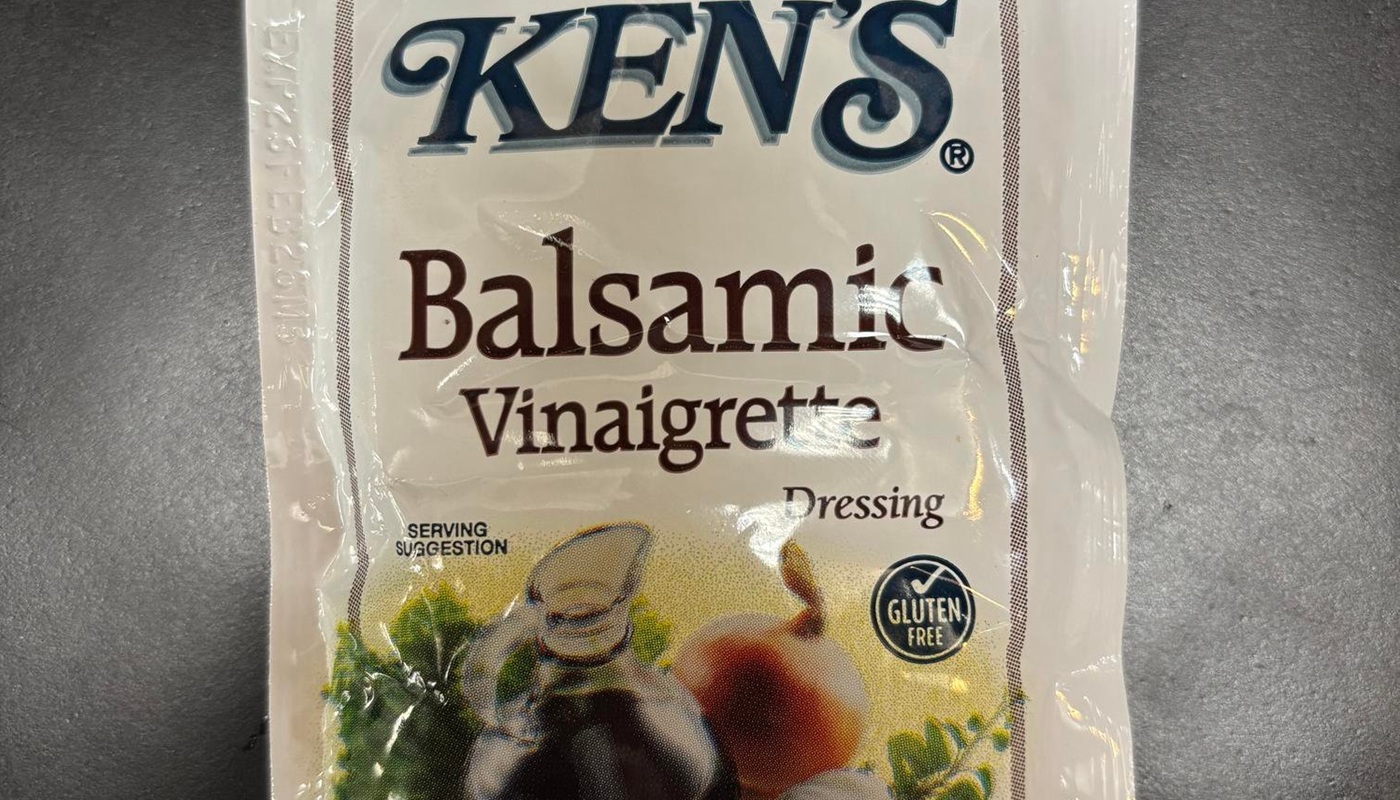 KEN'S®
Balsamic
Vinaigrette
Dressing
SERVING
SUGGESTION
GLUTEN
FREE